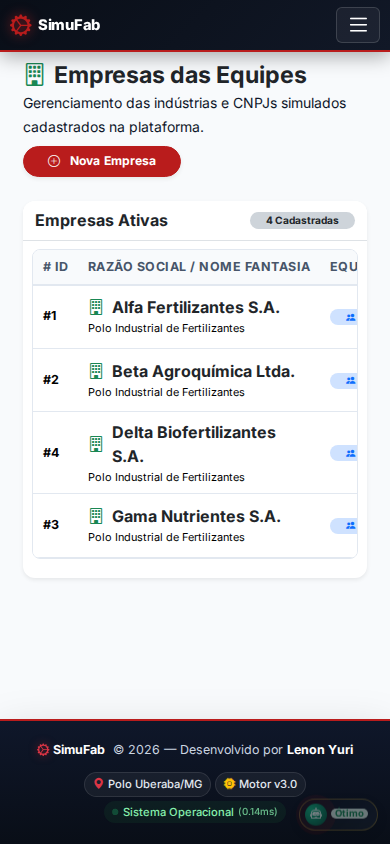 SimuFab
Empresas das Equipes
Gerenciamento das indústrias e CNPJs simulados
cadastrados na plataforma.
Nova Empresa
Empresas Ativas
4 Cadastradas
# ID RAZÃO SOCIAL / NOME FANTASIA EQU
#1 Alfa Fertilizantes S.A.
Polo Industrial de Fertilizantes
#2 Beta Agroquímica Ltda.
Polo Industrial de Fertilizantes
#4 Delta Biofertilizantes
S.A.
Polo Industrial de Fertilizantes
#3 Gama Nutrientes S.A.
Polo Industrial de Fertilizantes
SimuFab © 2026 — Desenvolvido por Lenon Yuri
Polo Uberaba/MG Motor v3.0
Sistema Operacional (0.14ms)
Ótimo